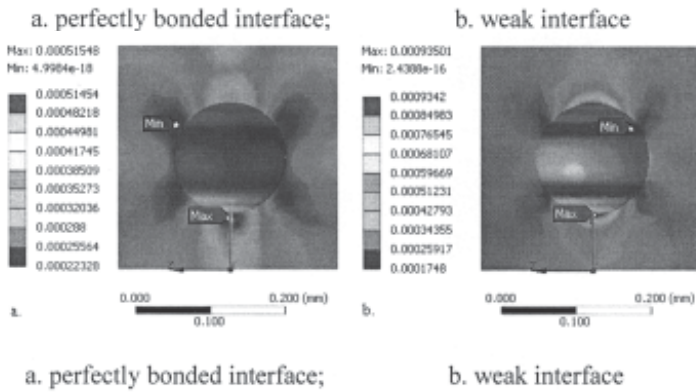 a. perfectly bonded interface;
b. weak interface
Max: 0.00051548
Min: 4.9984e-18
0.00051454
0.00048218
0.00044981
0.00041745
0.00038509
0.00035273
0.00032036
0.000288
0.00025564
0.00022328
Min
Max
a.
0.000
0.200 (mm)
0.100
Max: 0.00093501
Min: 2.4388e-16
0.0009342
0.00084983
0.00076545
0.00068107
0.00059669
0.00051231
0.00042793
0.00034355
0.00025917
0.0001748
Min
Max
b.
0.000
0.200 (mm)
0.100
a. perfectly bonded interface;
b. weak interface